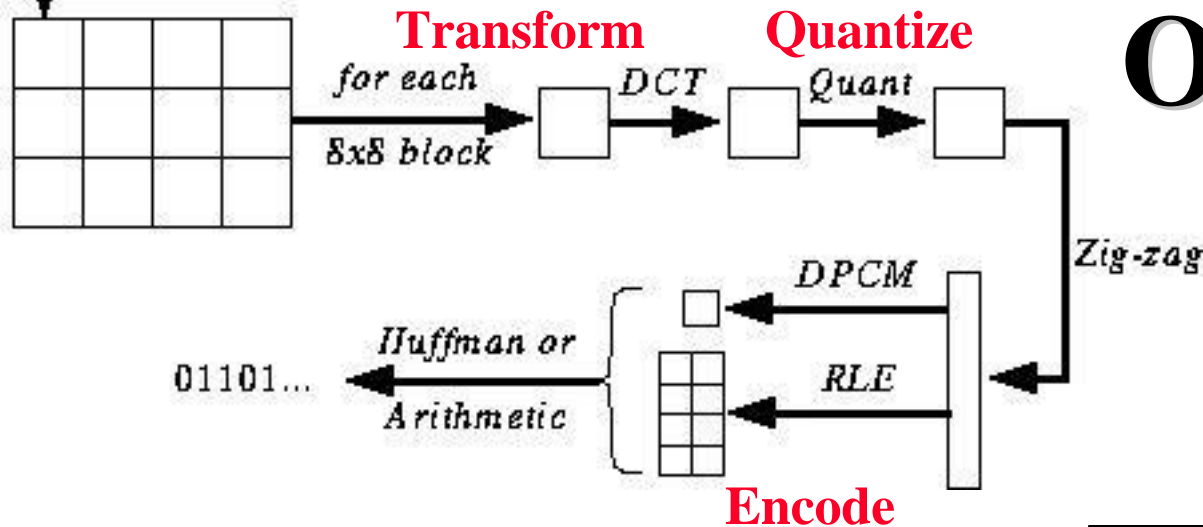 Transform
Quantize
O
for each
8x8 block
DCT
Quant
Zig-zag
DPCM
RLE
Huffman or
Arithmetic
01101...
Encode